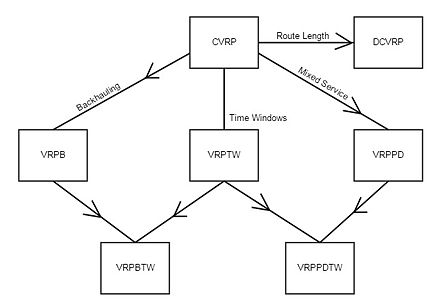 CVRP
Route Length
DCVRP
Backhauling
Mixed Service
Time Windows
VRPB
VRPTW
VRPPD
VRPBTW
VRPPDTW